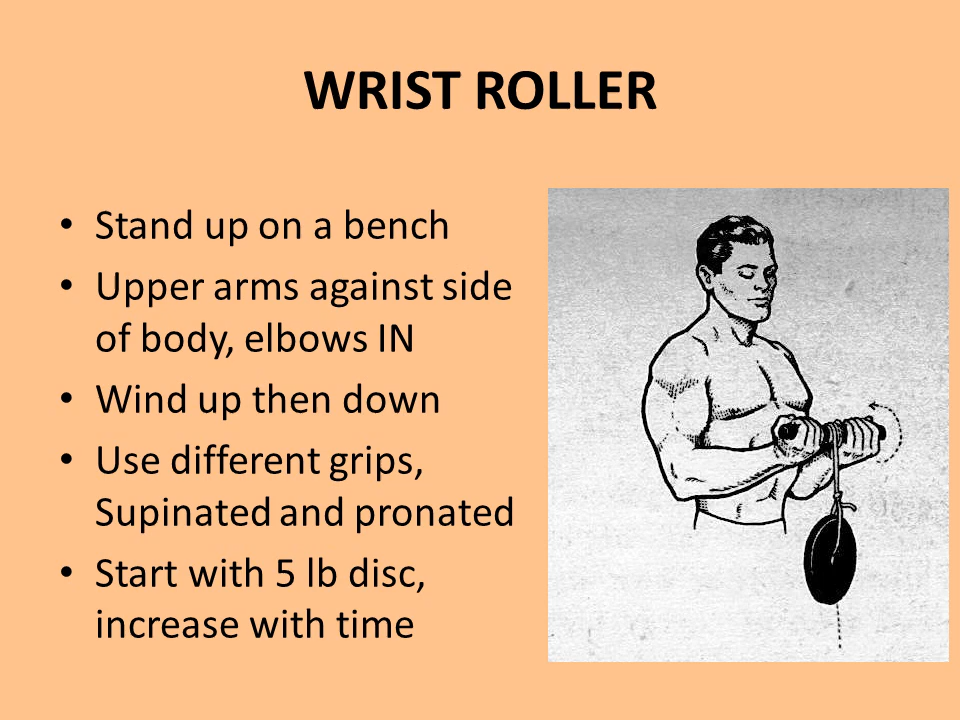 WRIST ROLLER
• Stand up on a bench
• Upper arms against side
of body, elbows IN
• Wind up then down
• Use different grips,
Supinated and pronated
• Start with 5 lb disc,
increase with time